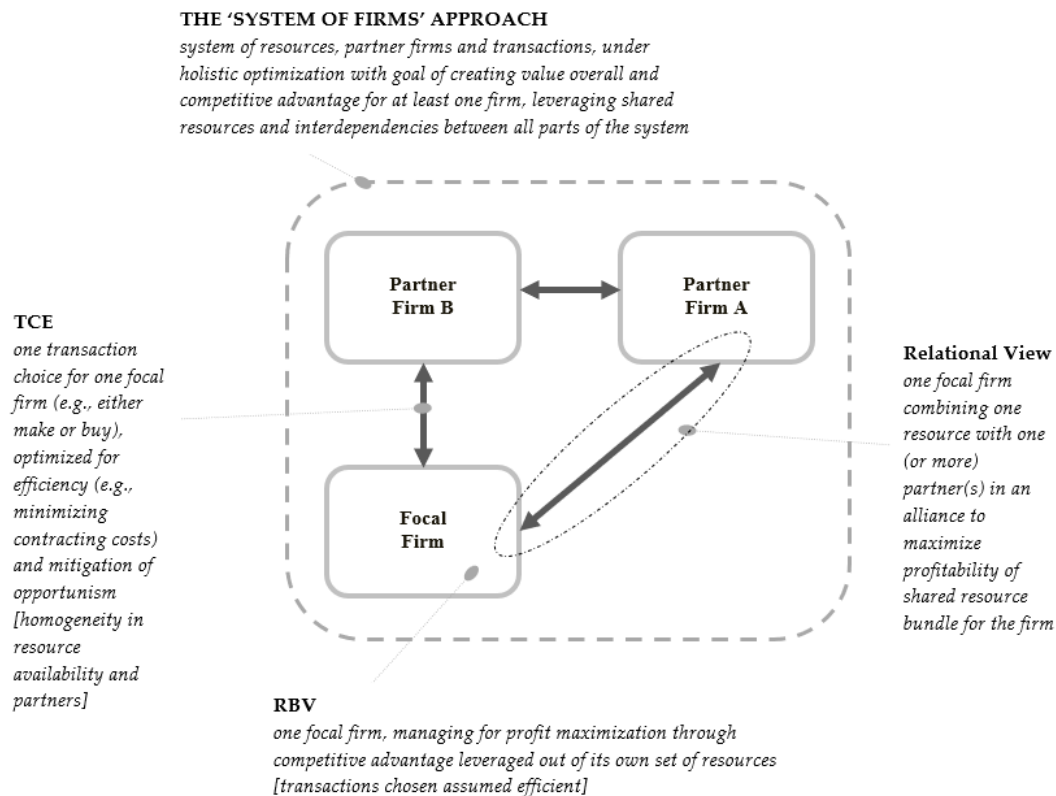 THE ‘SYSTEM OF FIRMS’ APPROACH
system of resources, partner firms and transactions, under
holistic optimization with goal of creating value overall and
competitive advantage for at least one firm, leveraging shared
resources and interdependencies between all parts of the system
Partner
Firm B
Partner
Firm A
TCE
one transaction
choice for one focal
firm (e.g., either
make or buy),
optimized for
efficiency (e.g.,
minimizing
contracting costs)
and mitigation of
opportunism
[homogeneity in
resource
availability and
partners]
Relational View
one focal firm
combining one
resource with one
(or more)
partner(s) in an
alliance to
maximize
profitability of
shared resource
bundle for the firm
Focal
Firm
RBV
one focal firm, managing for profit maximization through
competitive advantage leveraged out of its own set of resources
[transactions chosen assumed efficient]